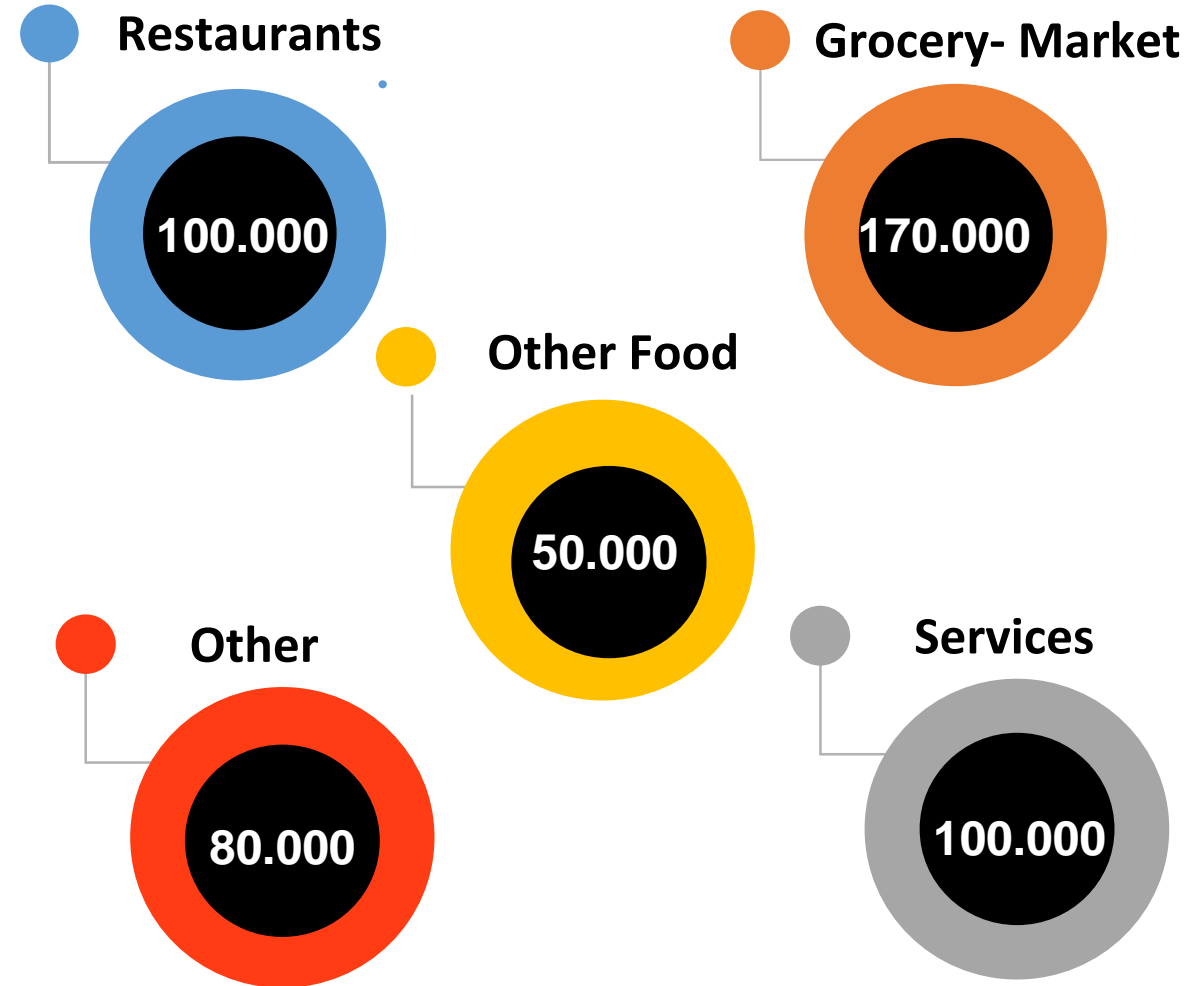 Restaurants
100.000
Grocery- Market
170.000
Other Food
50.000
Other
80.000
Services
100.000